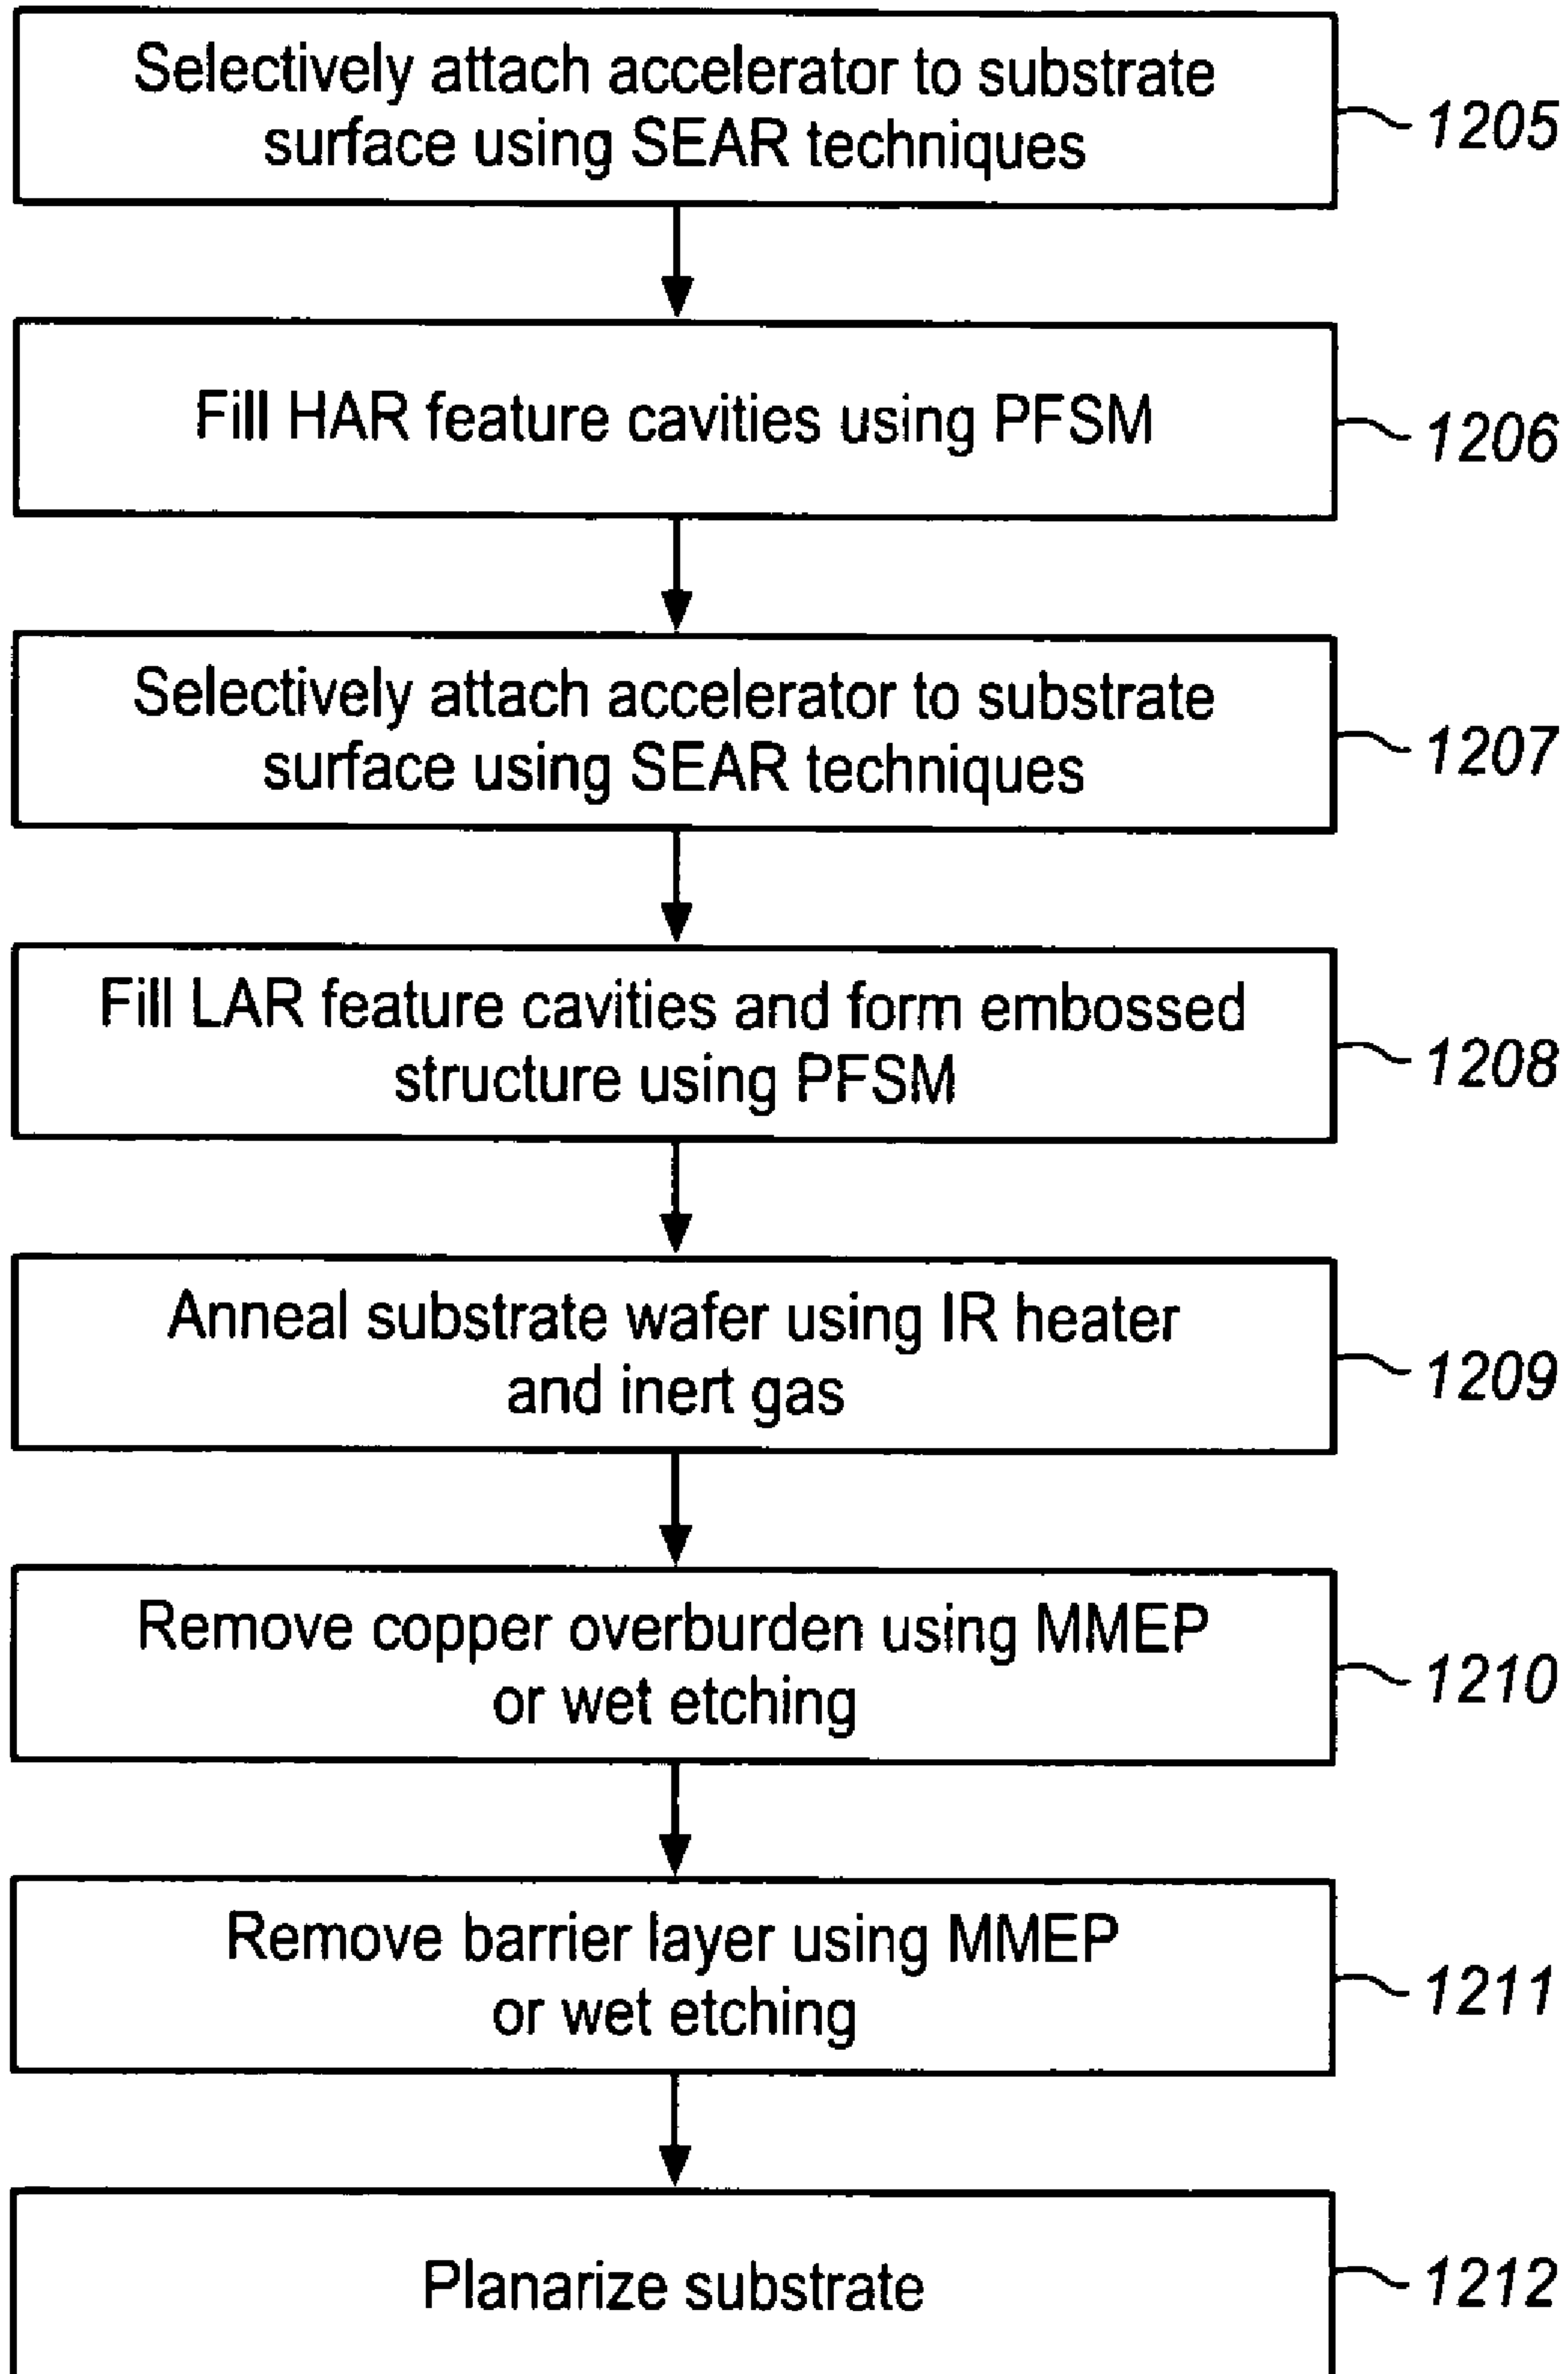 Selectively attach accelerator to substrate
surface using SEAR techniques
1205
Fill HAR feature cavities using PFSM
1206
Selectively attach accelerator to substrate
surface using SEAR techniques
1207
Fill LAR feature cavities and form embossed
structure using PFSM
1208
Anneal substrate wafer using IR heater
and inert gas
1209
Remove copper overburden using MMEP
or wet etching
1210
Remove barrier layer using MMEP
or wet etching
1211
Planarize substrate
1212